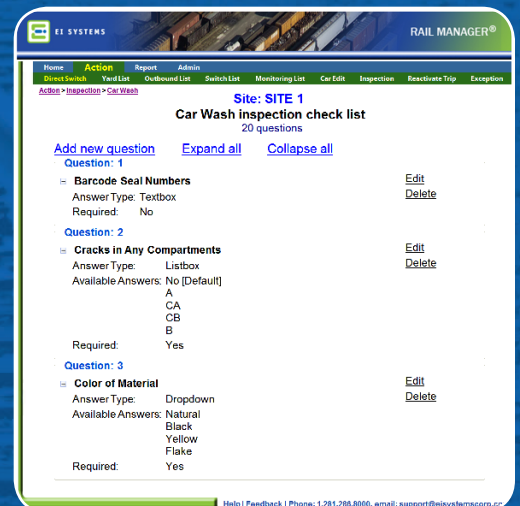 EI SYSTEMS
RAIL MANAGER®
Home Action Report Admin
Direct Switch Yard List Outbound List Switch List Monitoring List Car Edit Inspection Reactivate Trip Exception
Action > Inspection > Car Wash
Site: SITE 1
Car Wash inspection check list
20 questions
Add new question Expand all Collapse all
Question: 1
Barcode Seal Numbers Edit
Answer Type: Textbox Delete
Required: No
Question: 2
Cracks in Any Compartments Edit
Answer Type: Listbox Delete
Available Answers: No [Default]
A
CA
CB
B
Required: Yes
Question: 3
Color of Material Edit
Answer Type: Dropdown Delete
Available Answers: Natural
Black
Yellow
Flake
Required: Yes
Help | Feedback | Phone: 1.281.286.8000, email: support@eisystemscorp.cc